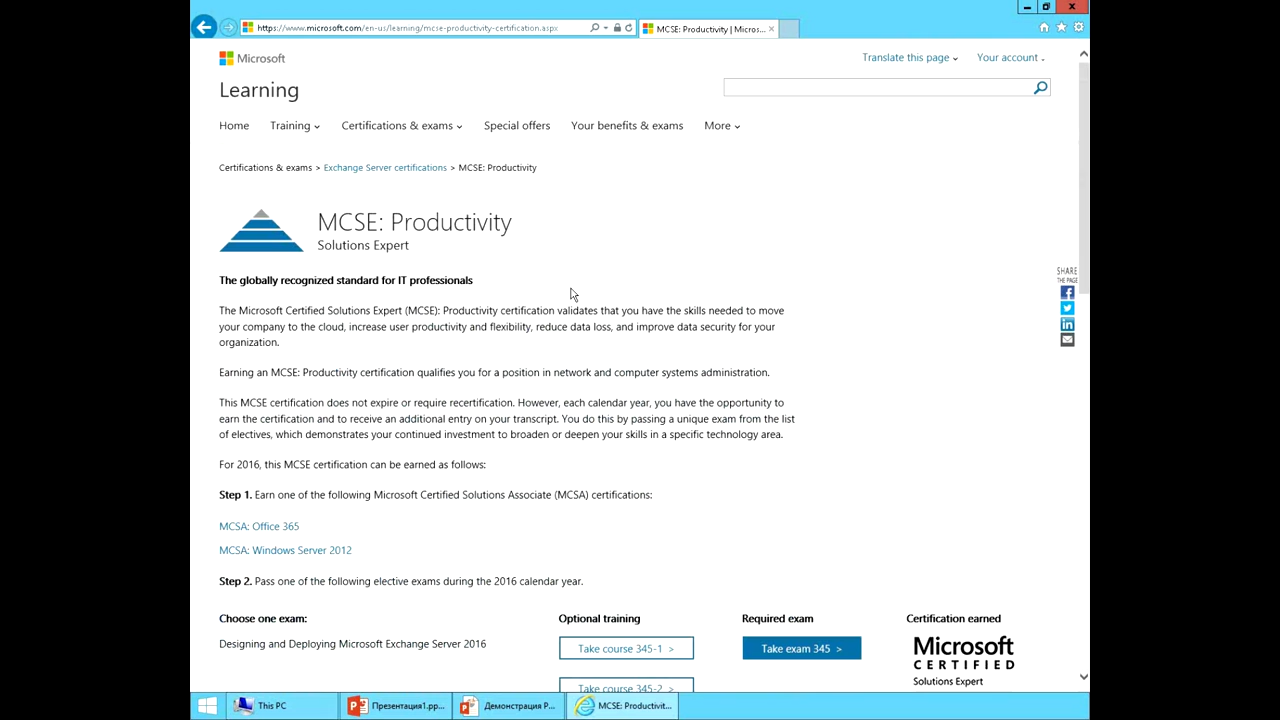 https://www.microsoft.com/en-us/learning/mcse-productivity-certification.aspx
MCSE: Productivity | Micros...
Microsoft
Translate this page
Your account
Learning
Home
Training
Certifications & exams
Special offers
Your benefits & exams
More
Certifications & exams > Exchange Server certifications > MCSE: Productivity
MCSE: Productivity
Solutions Expert
SHARE
THE PAGE
The globally recognized standard for IT professionals
The Microsoft Certified Solutions Expert (MCSE): Productivity certification validates that you have the skills needed to move
your company to the cloud, increase user productivity and flexibility, reduce data loss, and improve data security for your
organization.
Earning an MCSE: Productivity certification qualifies you for a position in network and computer systems administration.
This MCSE certification does not expire or require recertification. However, each calendar year, you have the opportunity to
earn the certification and to receive an additional entry on your transcript. You do this by passing a unique exam from the list
of electives, which demonstrates your continued investment to broaden or deepen your skills in a specific technology area.
For 2016, this MCSE certification can be earned as follows:
Step 1. Earn one of the following Microsoft Certified Solutions Associate (MCSA) certifications:
MCSA: Office 365
MCSA: Windows Server 2012
Step 2. Pass one of the following elective exams during the 2016 calendar year.
Choose one exam:
Optional training
Required exam
Certification earned
Designing and Deploying Microsoft Exchange Server 2016
Take course 345-1 >
Take exam 345 >
Microsoft
CERTIFIED
Solutions Expert
Take course 345-2 >
This PC
Презентация1.pp...
Демонстрация P...
MCSE: Productivit...